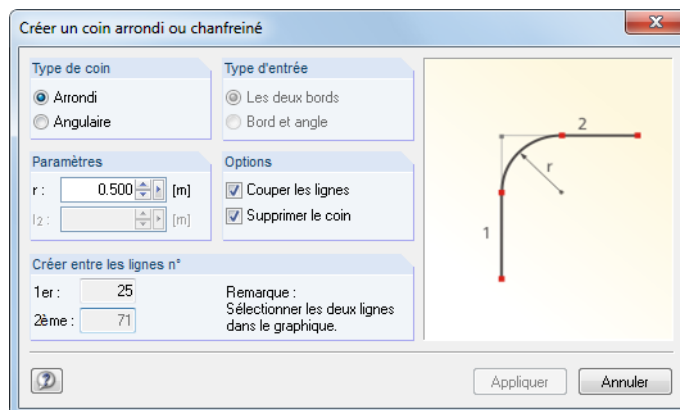 Créer un coin arrondi ou chanfreiné
Type de coin
Arrondi
Angulaire
Type d'entrée
Les deux bords
Bord et angle
Paramètres
r : 0.500 [m]
l2 : [m]
Options
Couper les lignes
Supprimer le coin
Créer entre les lignes n°
1er : 25
2ème : 71
Remarque :
Sélectionner les deux lignes
dans le graphique.
2
r
1
Appliquer
Annuler